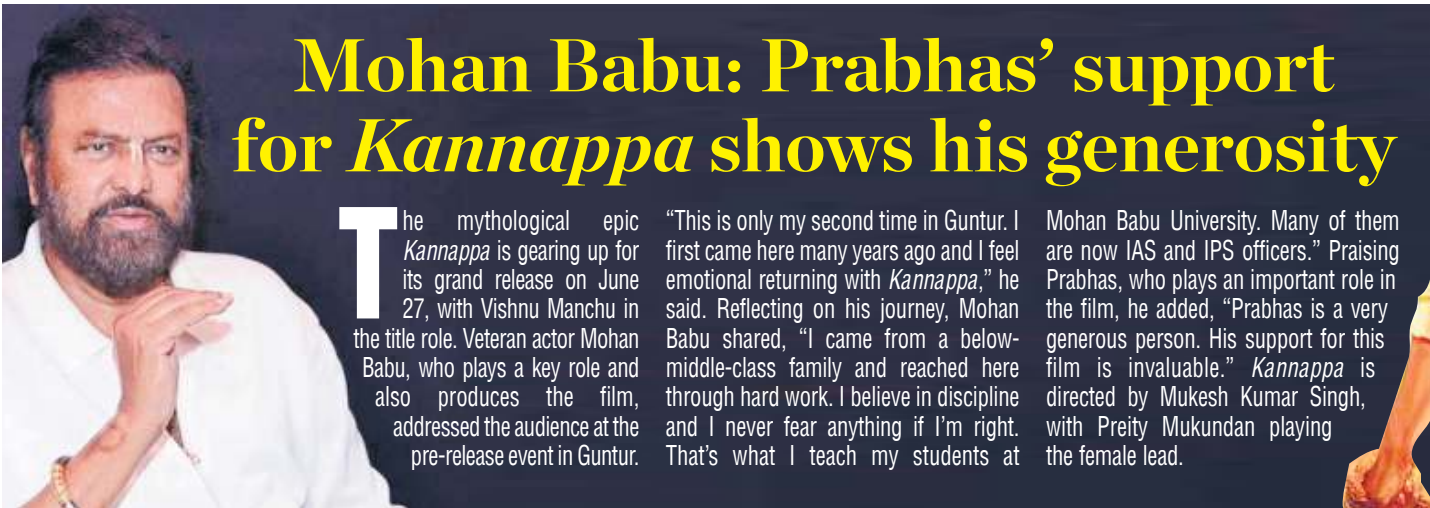 Mohan Babu: Prabhas’ support
for Kannappa shows his generosity
The mythological epic
Kannappa is gearing up for
its grand release on June
27, with Vishnu Manchu in
the title role. Veteran actor Mohan
Babu, who plays a key role and
also produces the film,
addressed the audience at the
pre-release event in Guntur.
“This is only my second time in Guntur. I
first came here many years ago and I feel
emotional returning with Kannappa,” he
said. Reflecting on his journey, Mohan
Babu shared, “I came from a below-
middle-class family and reached here
through hard work. I believe in discipline
and I never fear anything if I’m right.
That’s what I teach my students at
Mohan Babu University. Many of them
are now IAS and IPS officers.” Praising
Prabhas, who plays an important role in
the film, he added, “Prabhas is a very
generous person. His support for this
film is invaluable.” Kannappa is
directed by Mukesh Kumar Singh,
with Preity Mukundan playing
the female lead.